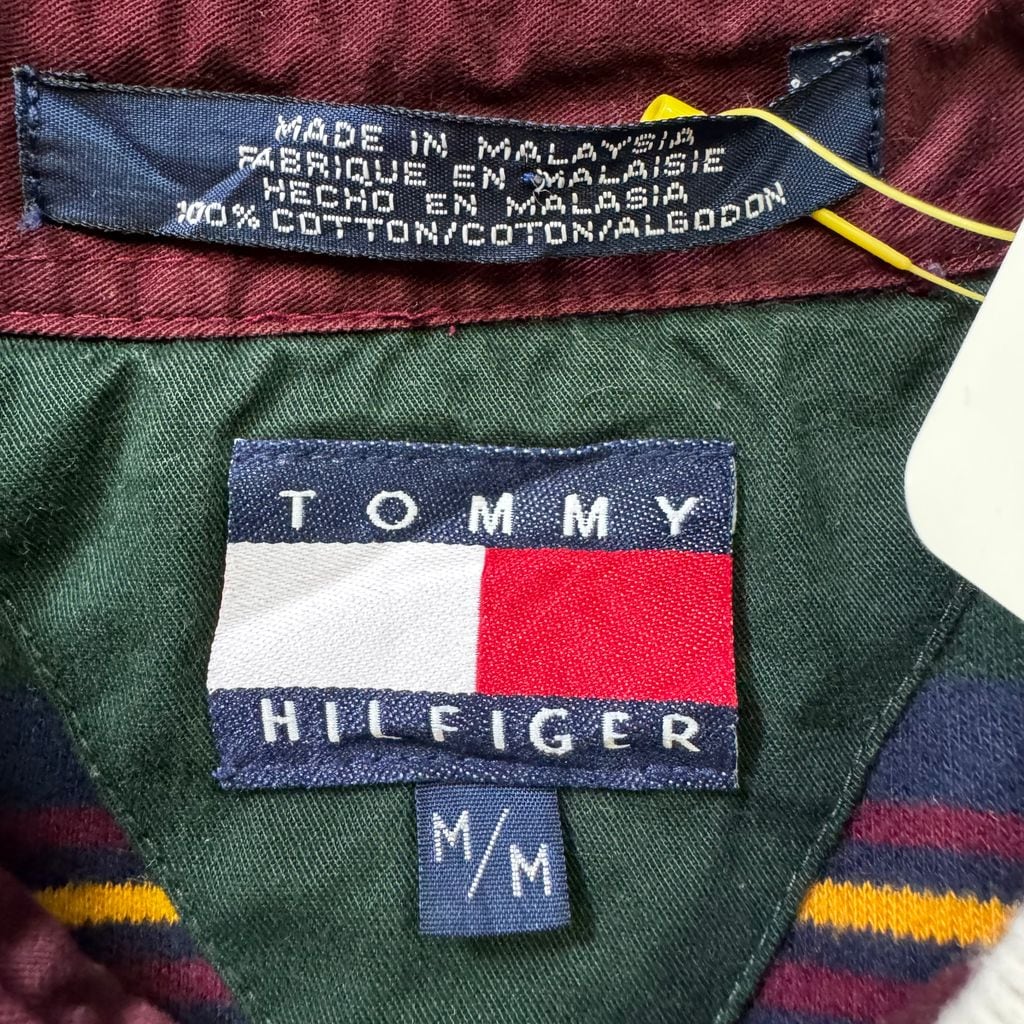 MADE IN MALAYSIA
FABRIQUE EN MALAISIE
HECHO EN MALASIA
100% COTTON/COTON/ALGODON
TOMMY
HILFIGER
M/M